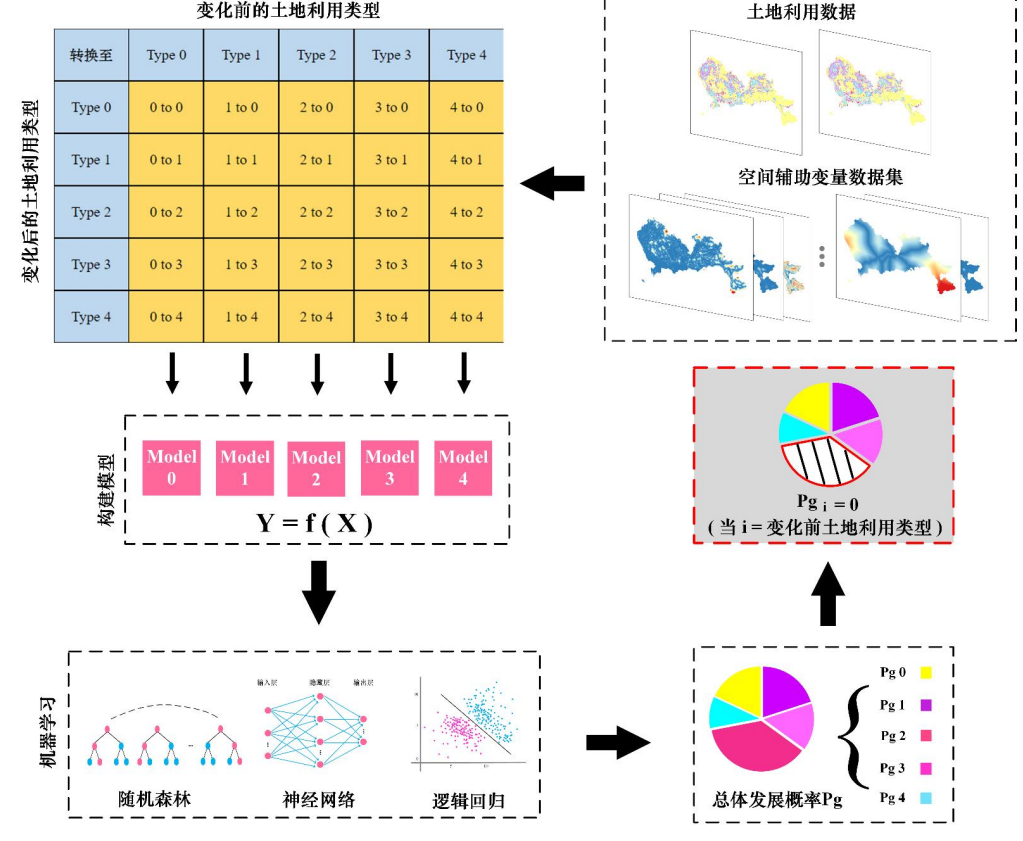 变化前的土地利用类型
变化后的土地利用类型
转换至 Type 0 Type 1 Type 2 Type 3 Type 4
Type 0 0 to 0 1 to 0 2 to 0 3 to 0 4 to 0
Type 1 0 to 1 1 to 1 2 to 1 3 to 1 4 to 1
Type 2 0 to 2 1 to 2 2 to 2 3 to 2 4 to 2
Type 3 0 to 3 1 to 3 2 to 3 3 to 3 4 to 3
Type 4 0 to 4 1 to 4 2 to 4 3 to 4 4 to 4
土地利用数据
空间辅助变量数据集
构建模型
Model 0
Model 1
Model 2
Model 3
Model 4
Y = f ( X )
机器学习
输入层 隐藏层 输出层
随机森林
神经网络
逻辑回归
总体发展概率Pg
Pg 0
Pg 1
Pg 2
Pg 3
Pg 4
Pg i = 0
( 当 i = 变化前土地利用类型 )